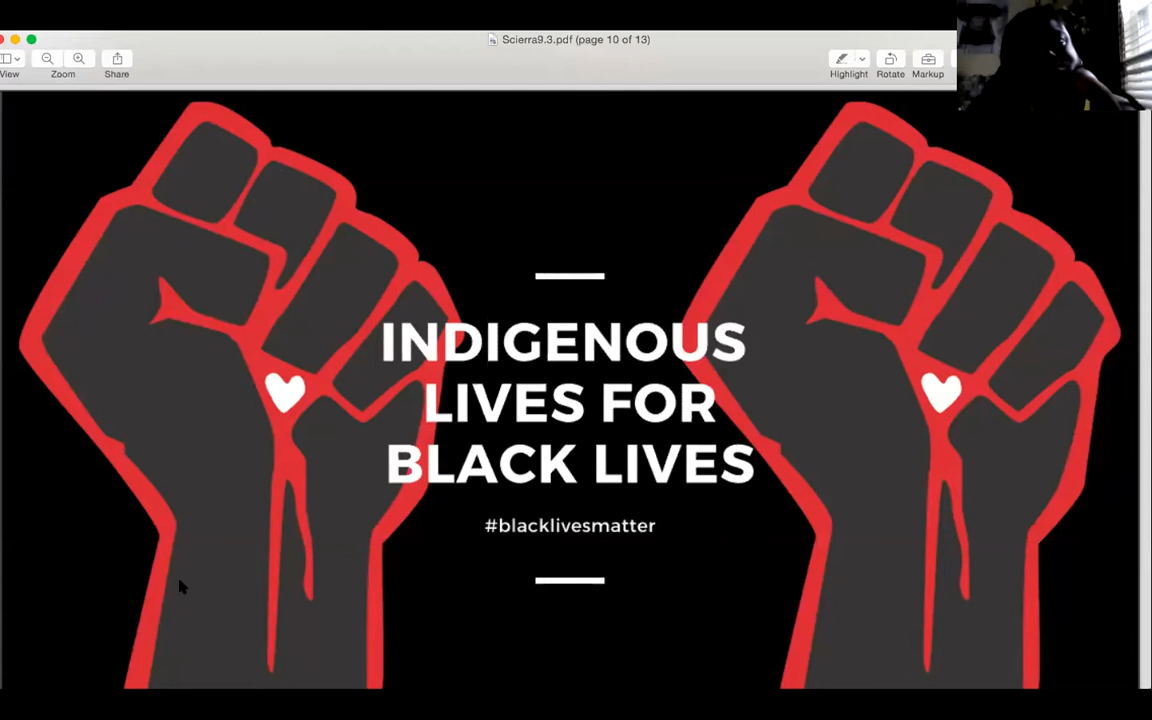 Scierra9.3.pdf (page 10 of 13)
View
Zoom
Share
Highlight
Rotate
Markup
INDIGENOUS
LIVES FOR
BLACK LIVES
#blacklivesmatter